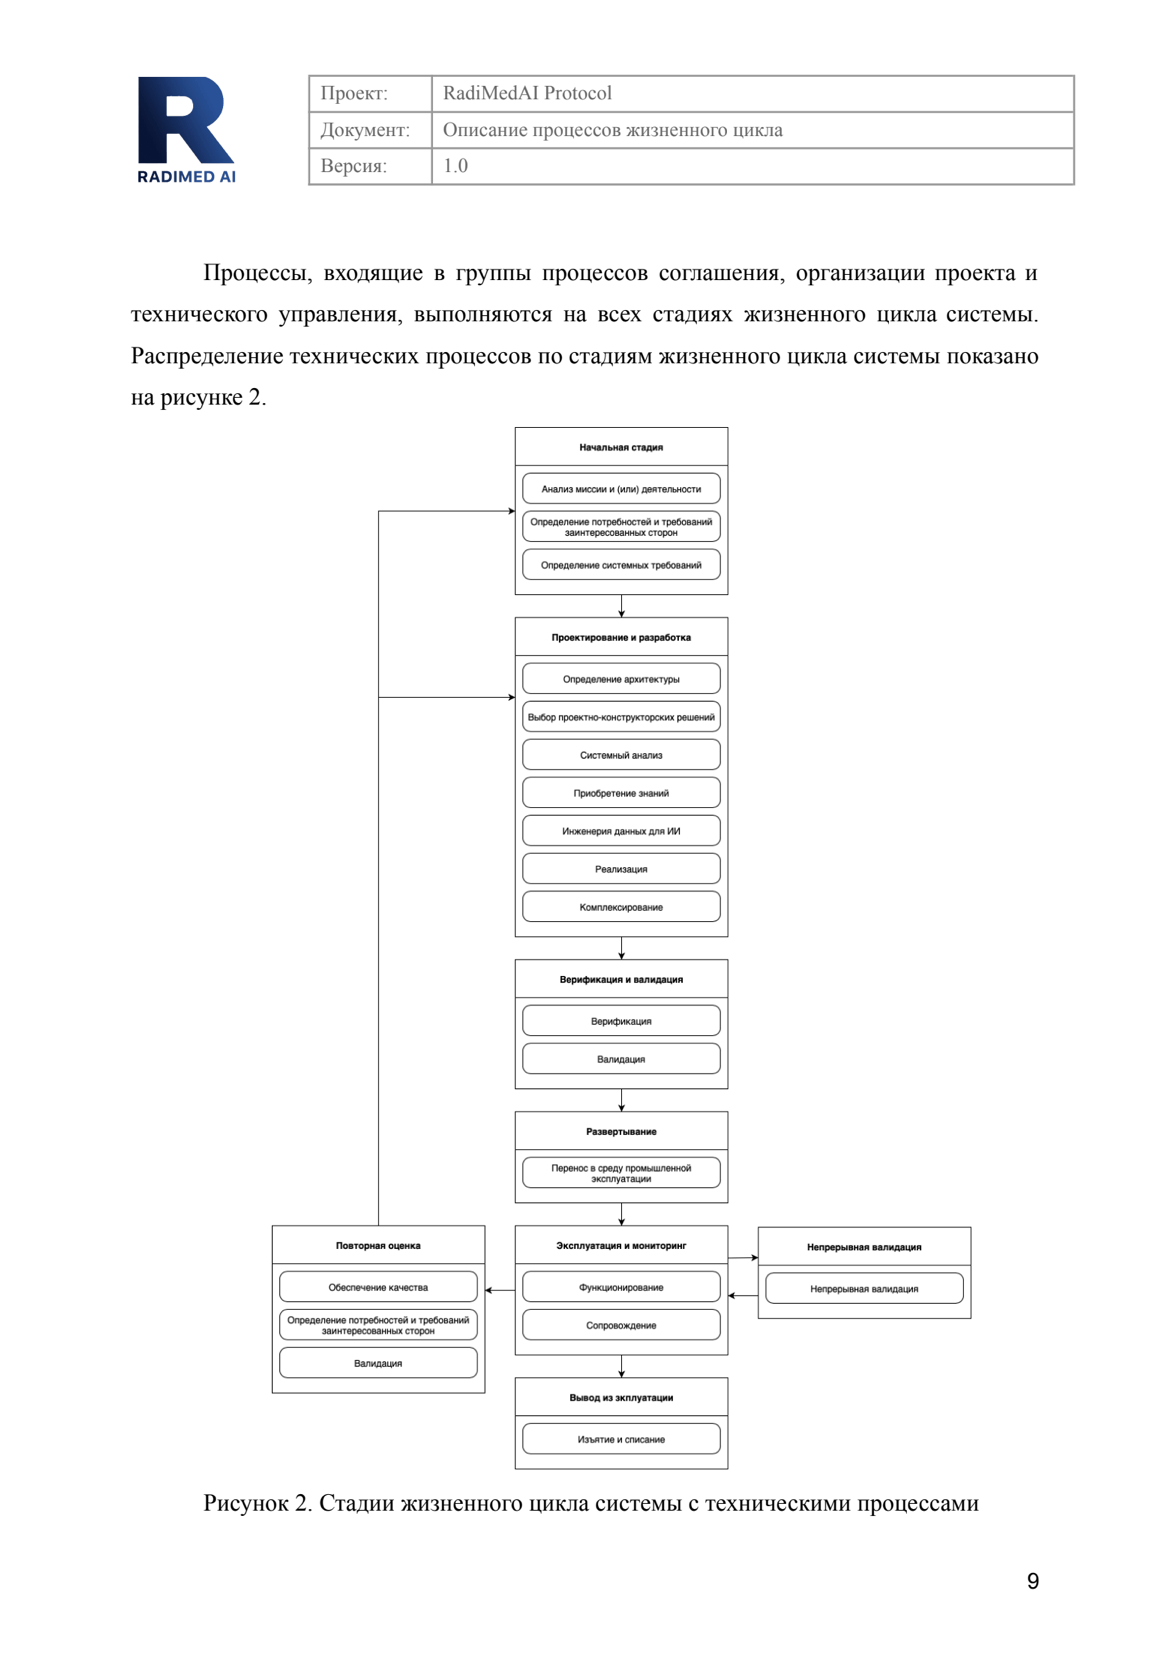 RADIMED AI
Проект: RadiMedAI Protocol
Документ: Описание процессов жизненного цикла
Версия: 1.0
Процессы, входящие в группы процессов соглашения, организации проекта и
технического управления, выполняются на всех стадиях жизненного цикла системы.
Распределение технических процессов по стадиям жизненного цикла системы показано
на рисунке 2.
Начальная стадия
Анализ миссии и (или) деятельности
Определение потребностей и требований
заинтересованных сторон
Определение системных требований
Проектирование и разработка
Определение архитектуры
Выбор проектно-конструкторских решений
Системный анализ
Приобретение знаний
Инженерия данных для ИИ
Реализация
Комплексирование
Верификация и валидация
Верификация
Валидация
Развертывание
Перенос в среду промышленной
эксплуатации
Повторная оценка
Обеспечение качества
Определение потребностей и требований
заинтересованных сторон
Валидация
Эксплуатация и мониторинг
Функционирование
Сопровождение
Непрерывная валидация
Непрерывная валидация
Вывод из зкплуатации
Изъятие и списание
Рисунок 2. Стадии жизненного цикла системы с техническими процессами
9